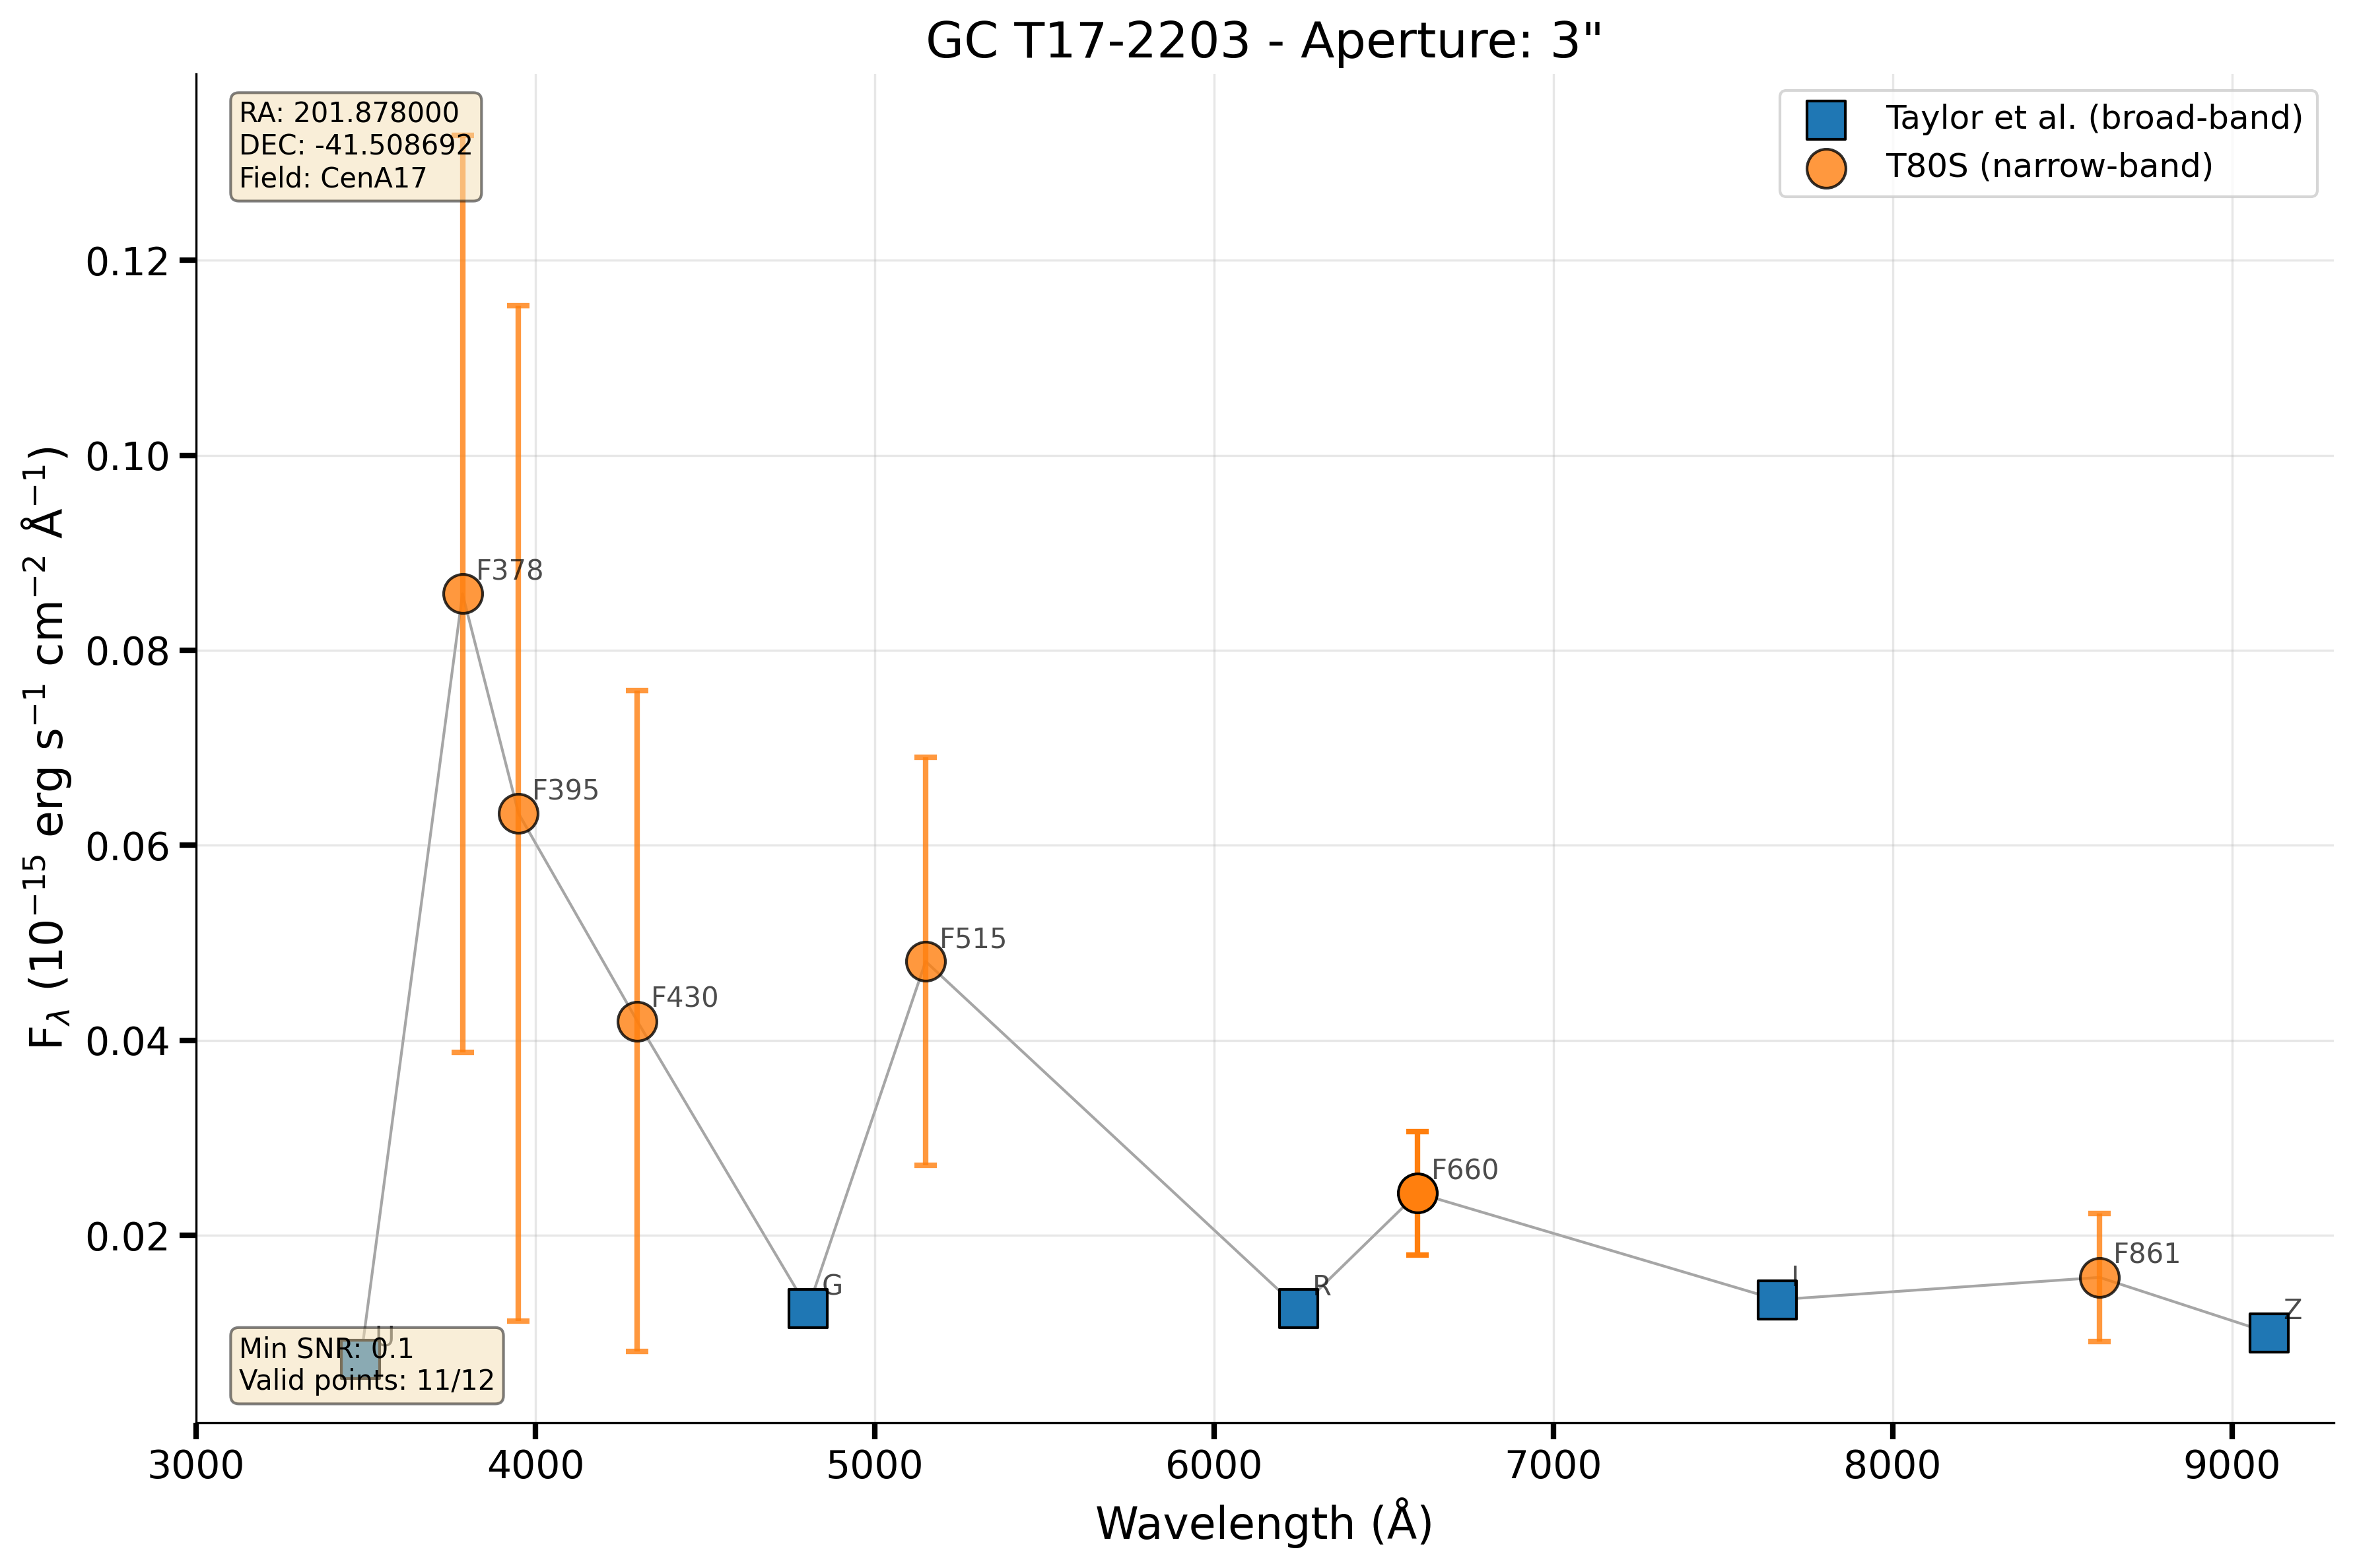 GC T17-2203 - Aperture: 3"
RA: 201.878000
DEC: -41.508692
Field: CenA17
Taylor et al. (broad-band)
T80S (narrow-band)
0.12
0.10
0.08
0.06
0.04
0.02
F_λ (10⁻¹⁵ erg s⁻¹ cm⁻² Å⁻¹)
F378
F395
F430
F515
F660
F861
G
R
I
Z
U
Min SNR: 0.1
Valid points: 11/12
3000 4000 5000 6000 7000 8000 9000
Wavelength (Å)